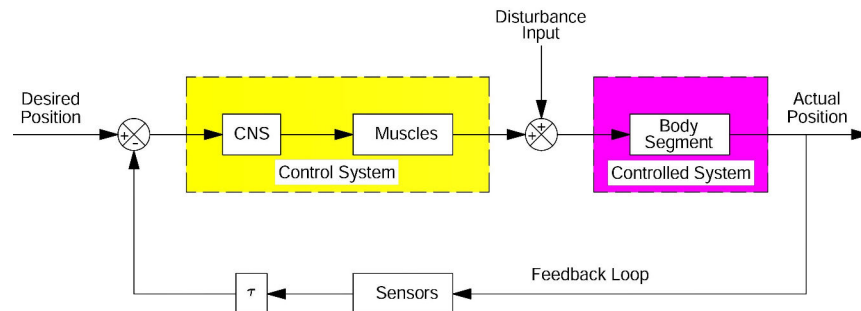 Disturbance
Input
Desired
Position
Actual
Position
+
-
CNS
Muscles
+
+
Body
Segment
Control System
Controlled System
Feedback Loop
τ
Sensors